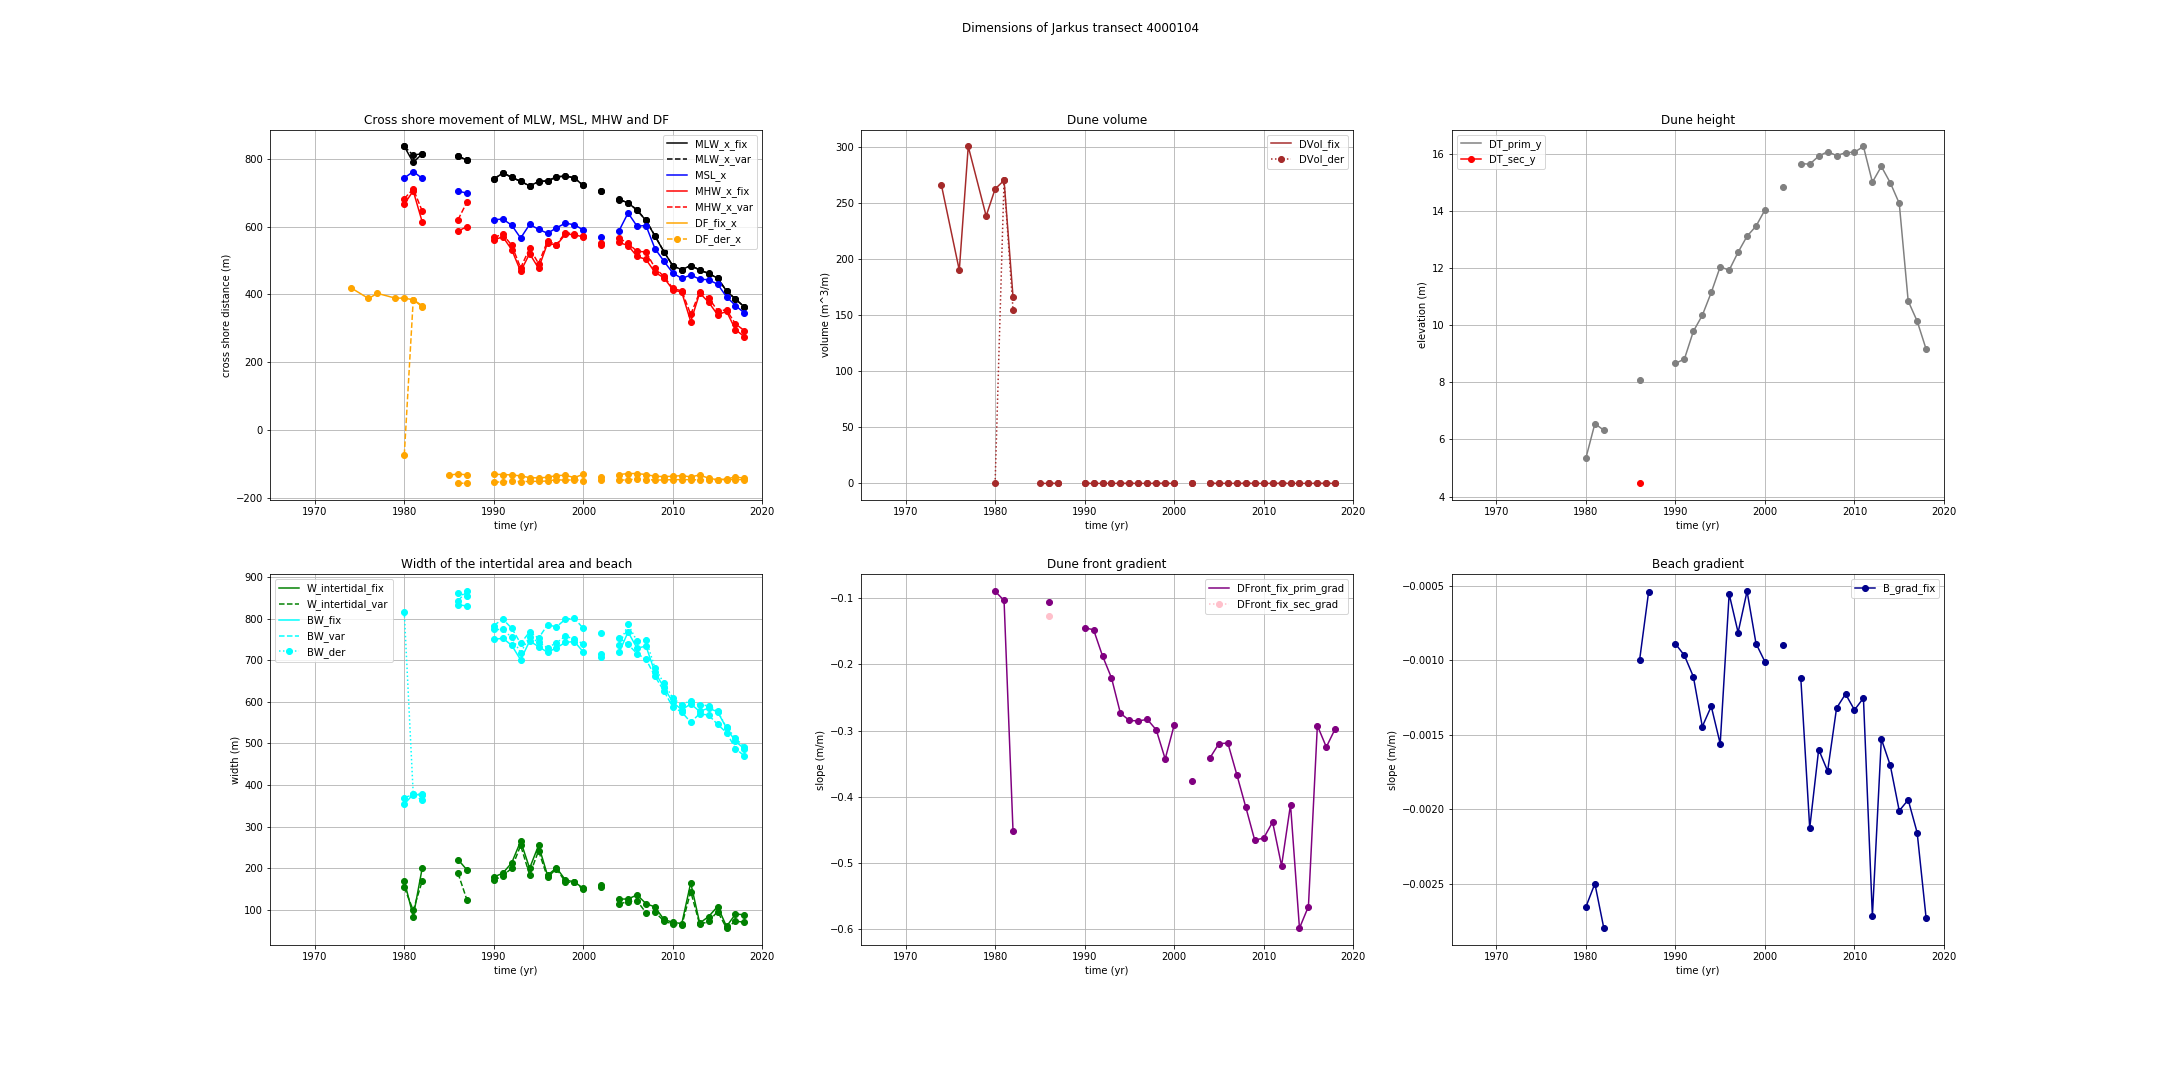 Dimensions of Jarkus transect 4000104
Cross shore movement of MLW, MSL, MHW and DF
cross shore distance (m)
800
600
400
200
0
−200
1970 1980 1990 2000 2010 2020
time (yr)
MLW_x_fix
MLW_x_var
MSL_x
MHW_x_fix
MHW_x_var
DF_fix_x
DF_der_x
Dune volume
volume (m^3/m)
300
250
200
150
100
50
0
1970 1980 1990 2000 2010 2020
time (yr)
DVol_fix
DVol_der
Dune height
elevation (m)
16
14
12
10
8
6
4
1970 1980 1990 2000 2010 2020
time (yr)
DT_prim_y
DT_sec_y
Width of the intertidal area and beach
width (m)
900
800
700
600
500
400
300
200
100
1970 1980 1990 2000 2010 2020
time (yr)
W_intertidal_fix
W_intertidal_var
BW_fix
BW_var
BW_der
Dune front gradient
slope (m/m)
−0.1
−0.2
−0.3
−0.4
−0.5
−0.6
1970 1980 1990 2000 2010 2020
time (yr)
DFront_fix_prim_grad
DFront_fix_sec_grad
Beach gradient
slope (m/m)
−0.0005
−0.0010
−0.0015
−0.0020
−0.0025
1970 1980 1990 2000 2010 2020
time (yr)
B_grad_fix